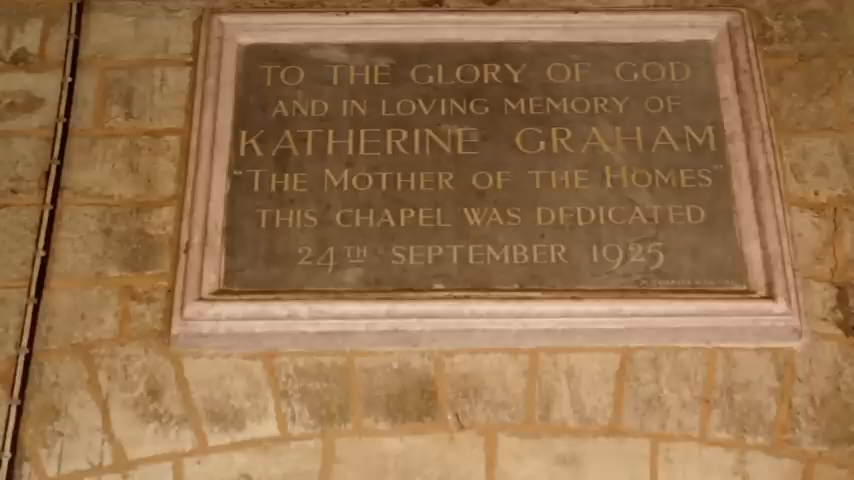 TO THE GLORY OF GOD
AND IN LOVING MEMORY OF
KATHERINE GRAHAM
"THE MOTHER OF THE HOMES"
THIS CHAPEL WAS DEDICATED
24TH SEPTEMBER 1925